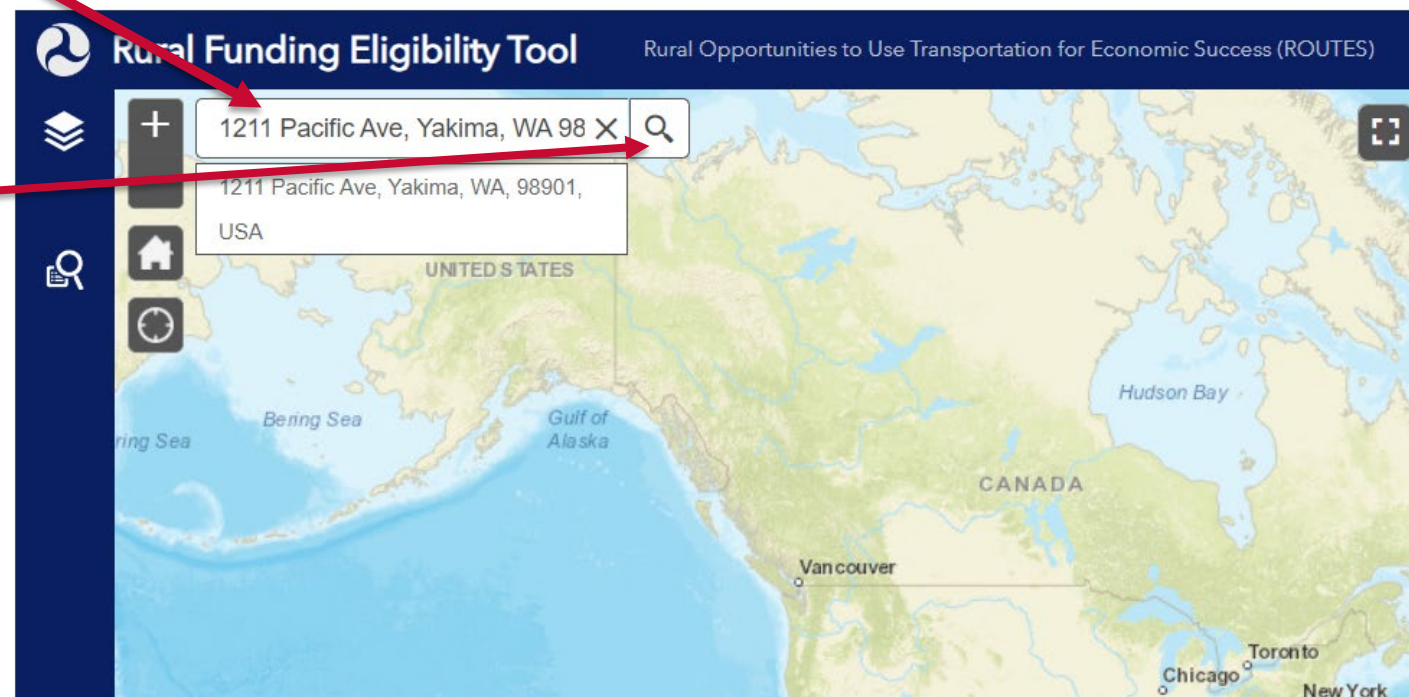 Rural Funding Eligibility Tool
Rural Opportunities to Use Transportation for Economic Success (ROUTES)
+
1211 Pacific Ave, Yakima, WA 98
1211 Pacific Ave, Yakima, WA, 98901,
USA
UNITED STATES
Bering Sea
ring Sea
Gulf of
Alaska
Hudson Bay
CANADA
Vancouver
Toronto
Chicago
New York